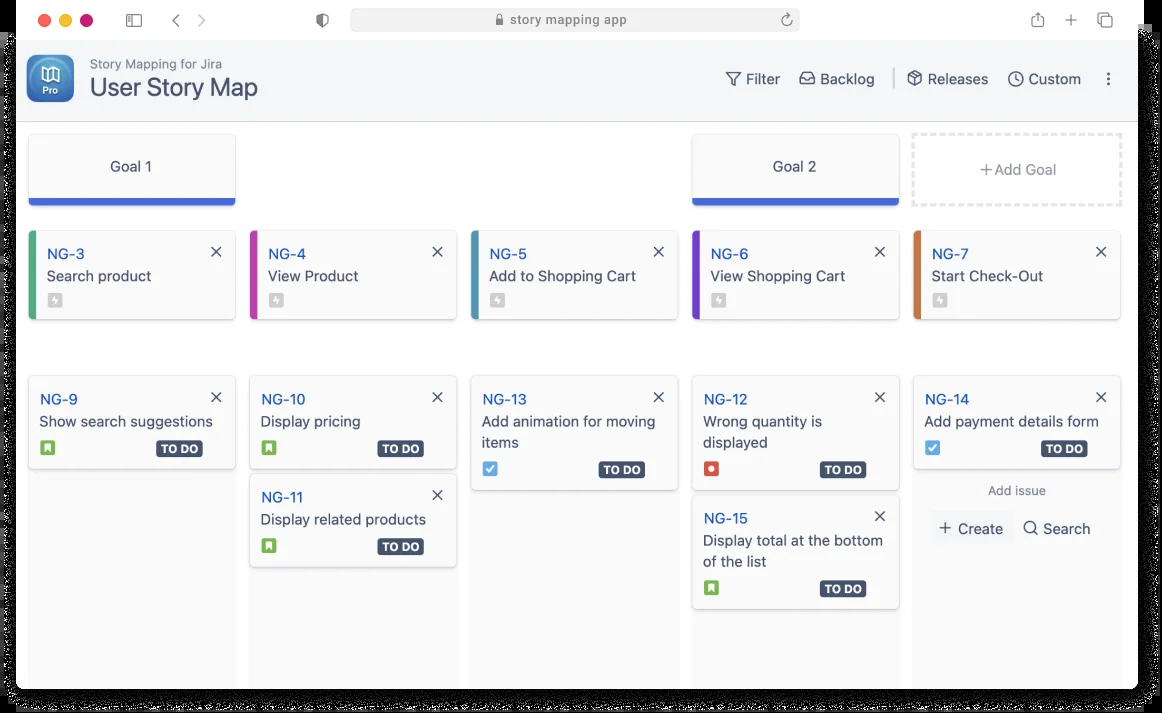 story mapping app
Pro
Story Mapping for Jira
User Story Map
Filter
Backlog
Releases
Custom
Goal 1
Goal 2
+ Add Goal
NG-3
Search product
NG-4
View Product
NG-5
Add to Shopping Cart
NG-6
View Shopping Cart
NG-7
Start Check-Out
NG-9
Show search suggestions
TO DO
NG-10
Display pricing
TO DO
NG-11
Display related products
TO DO
NG-13
Add animation for moving
items
TO DO
NG-12
Wrong quantity is
displayed
TO DO
NG-15
Display total at the bottom
of the list
TO DO
NG-14
Add payment details form
TO DO
Add issue
+ Create
Search